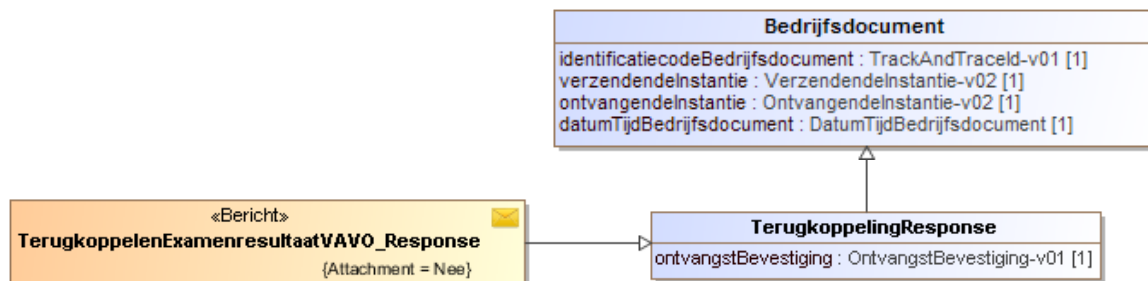 Bedrijfsdocument
identificatiecodeBedrijfsdocument : TrackAndTraceId-v01 [1]
verzendendeInstantie : VerzendendeInstantie-v02 [1]
ontvangendeInstantie : OntvangendeInstantie-v02 [1]
datumTijdBedrijfsdocument : DatumTijdBedrijfsdocument [1]
«Bericht»
TerugkoppelenExamenresultaatVAVO_Response
{Attachment = Nee}
TerugkoppelingResponse
ontvangstBevestiging : OntvangstBevestiging-v01 [1]